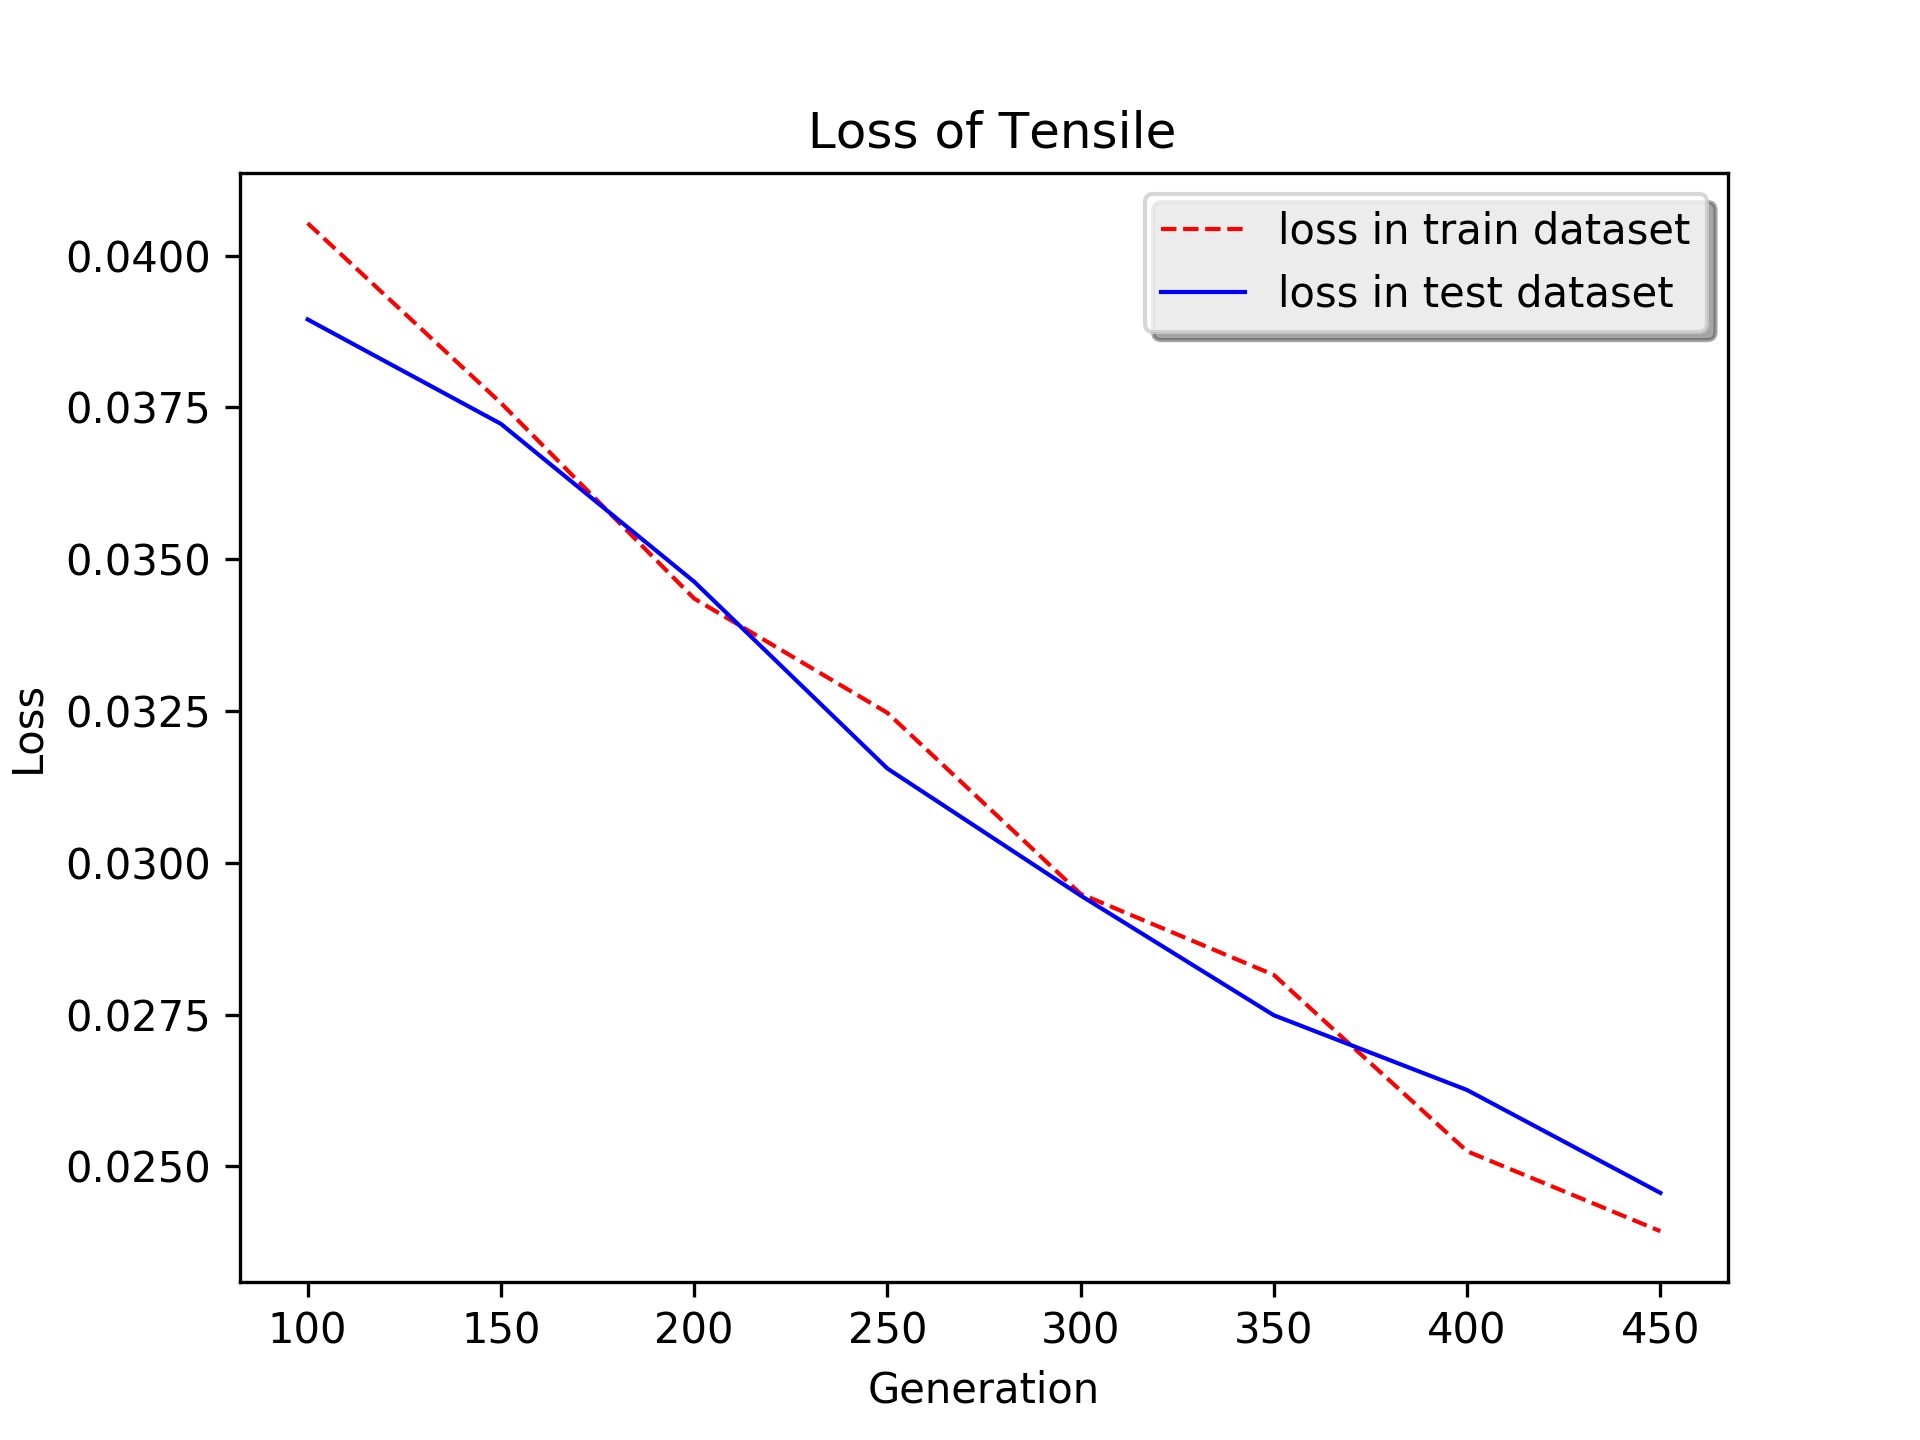 Loss of Tensile
loss in train dataset
loss in test dataset
0.0400
0.0375
0.0350
0.0325
0.0300
0.0275
0.0250
Loss
100 150 200 250 300 350 400 450
Generation